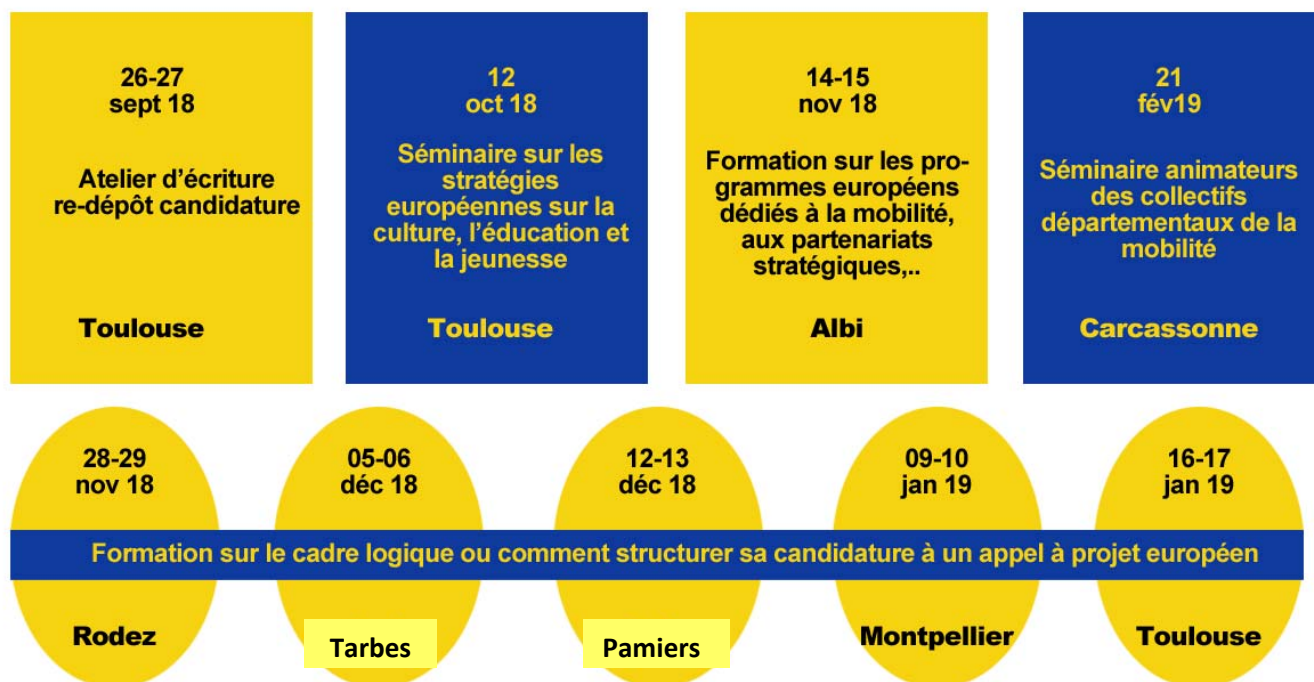 26-27
sept 18
Atelier d’écriture
re-dépôt candidature
Toulouse
12
oct 18
Séminaire sur les
stratégies
européennes sur la
culture, l’éducation et
la jeunesse
Toulouse
14-15
nov 18
Formation sur les pro-
grammes européens
dédiés à la mobilité,
aux partenariats
stratégiques,..
Albi
21
fév19
Séminaire animateurs
des collectifs
départementaux de la
mobilité
Carcassonne
28-29
nov 18
05-06
déc 18
12-13
déc 18
09-10
jan 19
16-17
jan 19
Formation sur le cadre logique ou comment structurer sa candidature à un appel à projet européen
Rodez
Tarbes
Pamiers
Montpellier
Toulouse